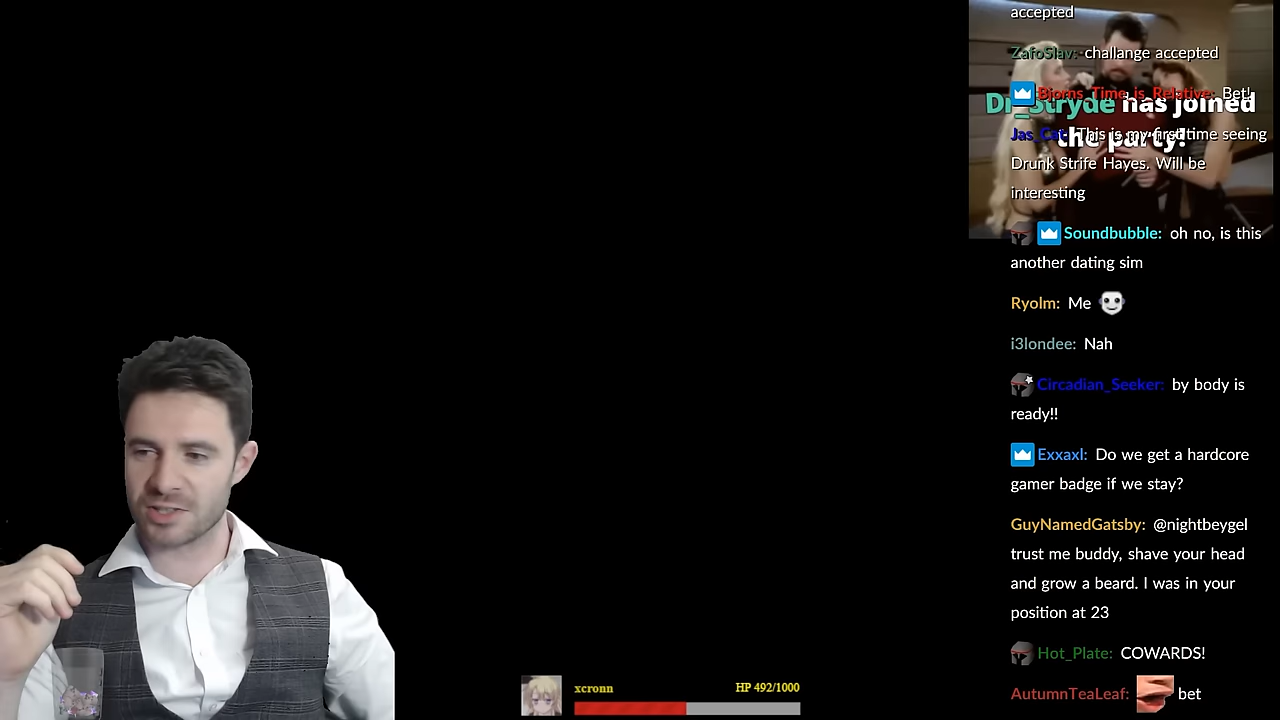 accepted
ZafoSlav: challange accepted
Bjorns_Time_is_Relative: Bet!
Di_Stryde has joined
the party!
Jas_Cat: This is my first time seeing
Drunk Strife Hayes. Will be
interesting
Soundbubble: oh no, is this
another dating sim
Ryolm: Me
i3londee: Nah
Circadian_Seeker: by body is
ready!!
Exxaxl: Do we get a hardcore
gamer badge if we stay?
GuyNamedGatsby: @nightbeygel
trust me buddy, shave your head
and grow a beard. I was in your
position at 23
Hot_Plate: COWARDS!
AutumnTeaLeaf: bet
xcronn HP 492/1000